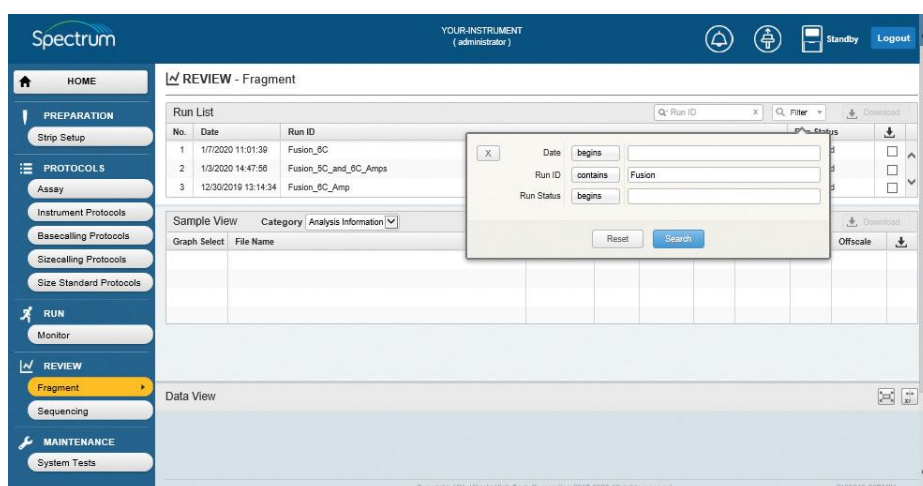 Spectrum
YOUR-INSTRUMENT
( administrator )
Standby
Logout
HOME
PREPARATION
Strip Setup
PROTOCOLS
Assay
Instrument Protocols
Basecalling Protocols
Sizecalling Protocols
Size Standard Protocols
RUN
Monitor
REVIEW
Fragment
Sequencing
MAINTENANCE
System Tests
REVIEW - Fragment
Run List
Run ID X
Filter
Download
No. Date Run ID Status
1 1/7/2020 11:01:39 Fusion_6C
2 1/3/2020 14:47:56 Fusion_5C_and_6C_Amps
3 12/30/2019 13:14:34 Fusion_6C_Amp
X
Date begins
Run ID contains Fusion
Run Status begins
Reset Search
Sample View Category Analysis Information
Download
Graph Select File Name Offscale
Data View